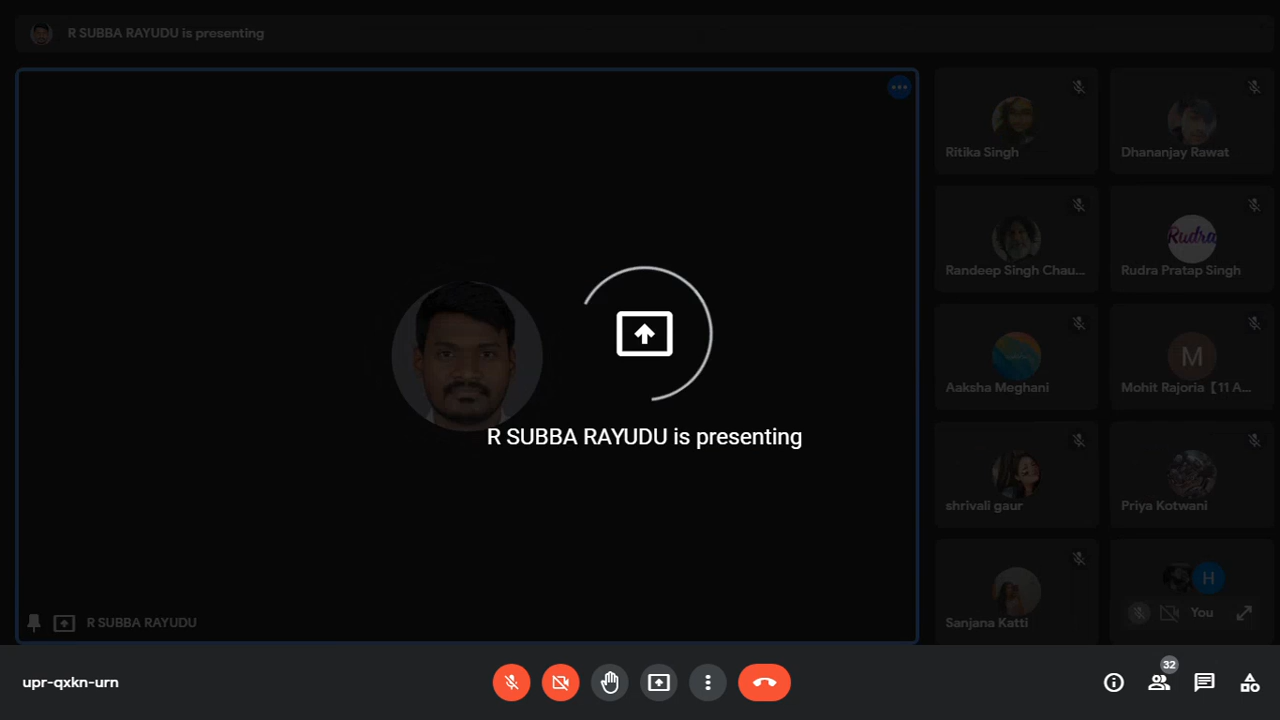 R SUBBA RAYUDU is presenting
Ritika Singh
Dhananjay Rawat
Randeep Singh Chau...
Rudra
Rudra Pratap Singh
R SUBBA RAYUDU is presenting
Aaksha Meghani
M
Mohit Rajoria【11 A...
shrivali gaur
Priya Kotwani
Sanjana Katti
H
You
R SUBBA RAYUDU
upr-qxkn-urn
32